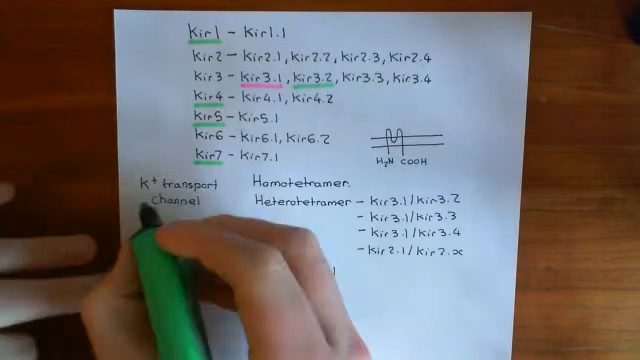 Kir1 - Kir1.1
Kir2 - Kir2.1, Kir2.2, Kir2.3, Kir2.4
Kir3 - Kir3.1, Kir3.2, Kir3.3, Kir3.4
Kir4 - Kir4.1, Kir4.2
Kir5 - Kir5.1
Kir6 - Kir6.1, Kir6.2
Kir7 - Kir7.1
H₂N COOH
K⁺ transport channel
Homotetramer.
Heterotetramer - Kir3.1/Kir3.2
- Kir3.1/Kir3.3
- Kir3.1/Kir3.4
- Kir2.1/Kir2.x